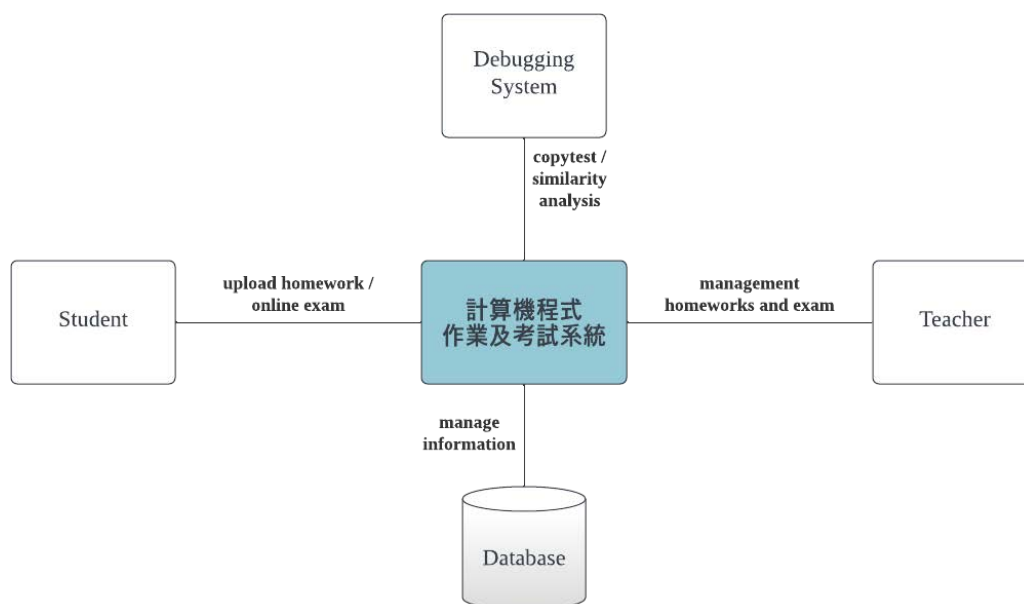 Debugging
System
copytest /
similarity
analysis
Student
upload homework /
online exam
計算機程式
作業及考試系統
management
homeworks and exam
Teacher
manage
information
Database